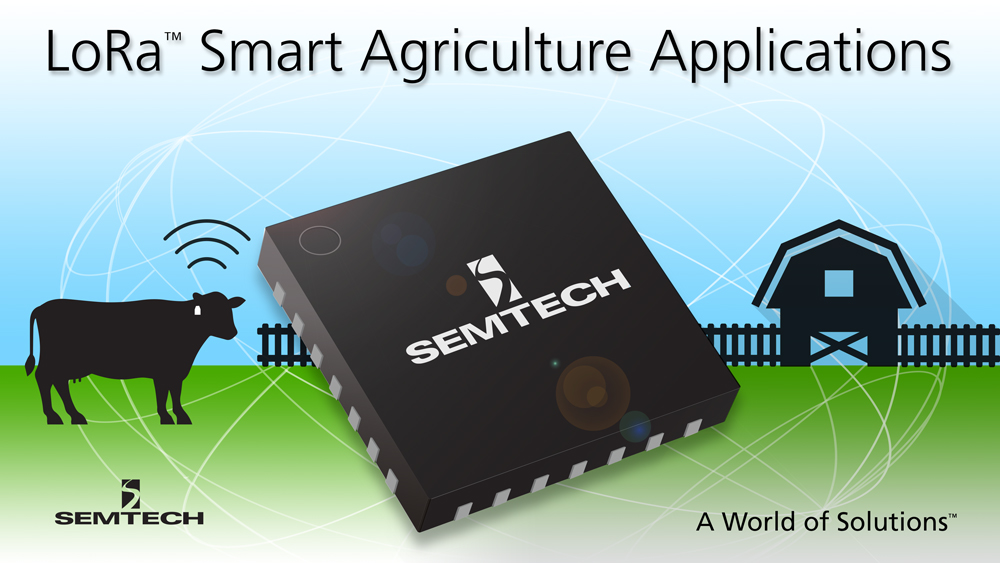 LoRa™ Smart Agriculture Applications
SEMTECH
SEMTECH
A World of Solutions™